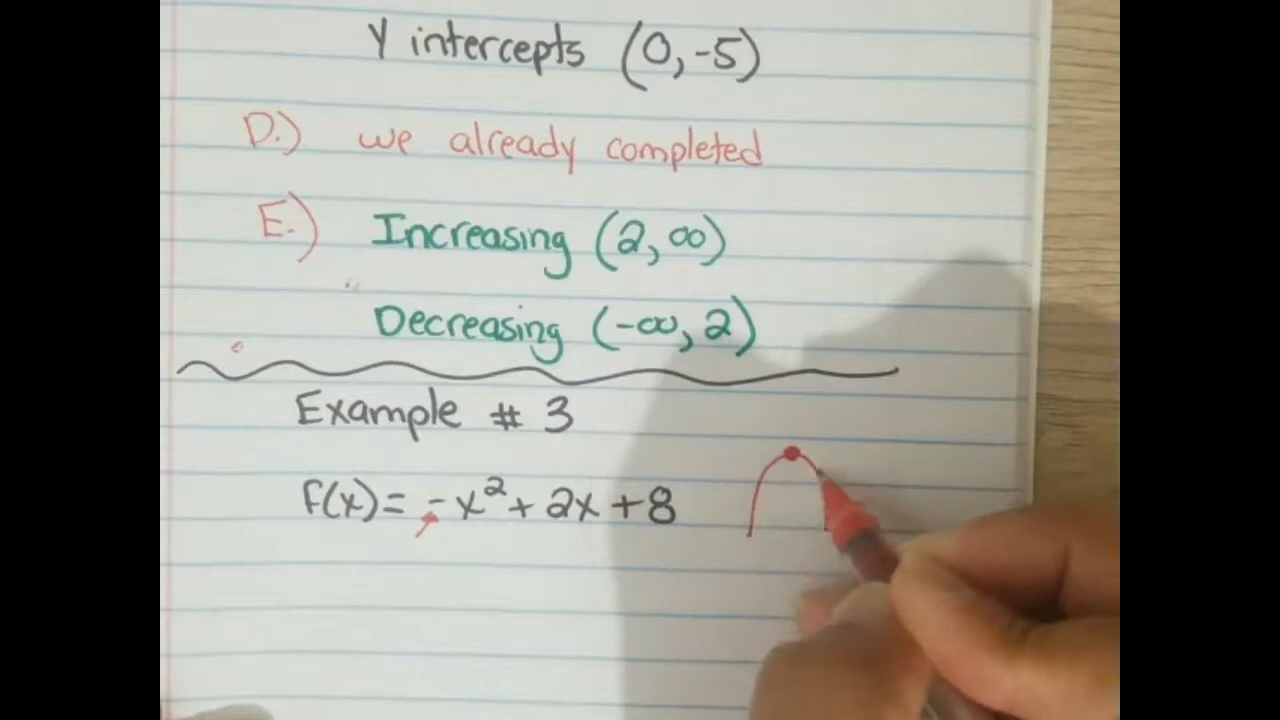 Y intercepts (0,-5)
D.) we already completed
E.) Increasing (2,∞)
Decreasing (-∞, 2)
Example # 3
f(x)= -x²+ 2x +8